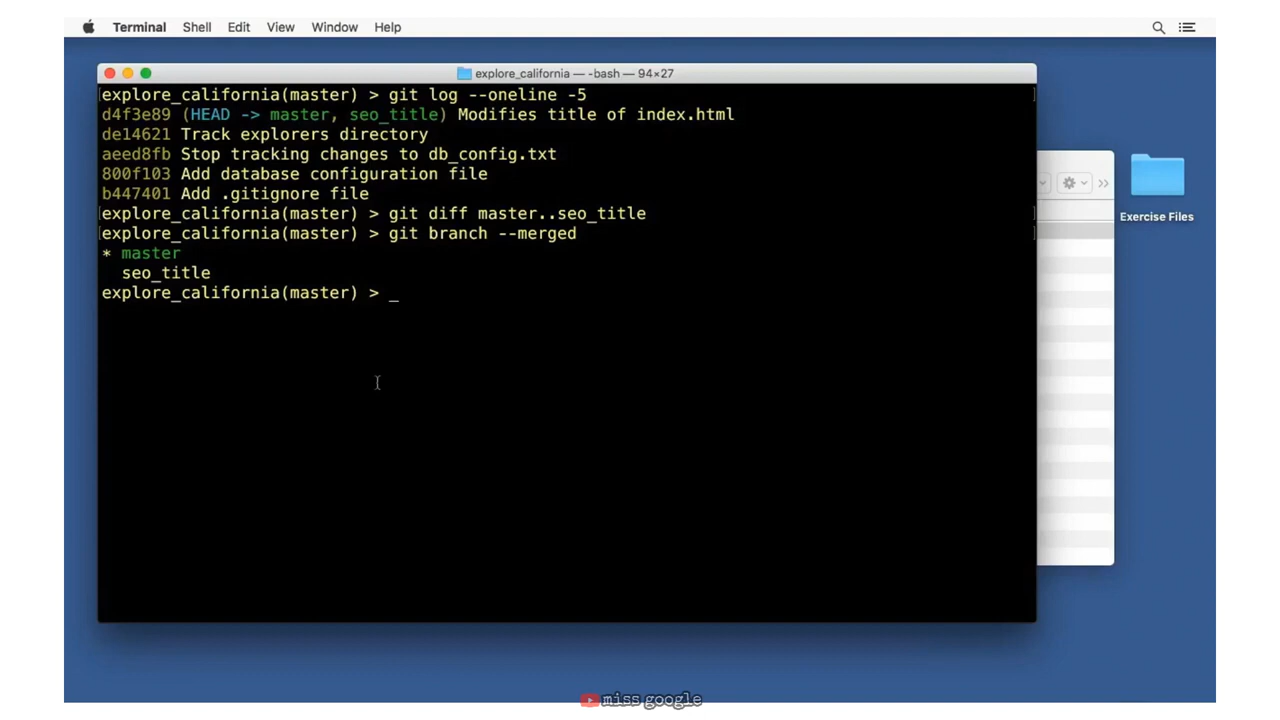 Terminal Shell Edit View Window Help
explore_california — -bash — 94×27
explore_california(master) > git log --oneline -5
d4f3e89 (HEAD -> master, seo_title) Modifies title of index.html
de14621 Track explorers directory
aeed8fb Stop tracking changes to db_config.txt
800f103 Add database configuration file
b447401 Add .gitignore file
explore_california(master) > git diff master..seo_title
explore_california(master) > git branch --merged
* master
seo_title
explore_california(master) > _
Exercise Files
miss google